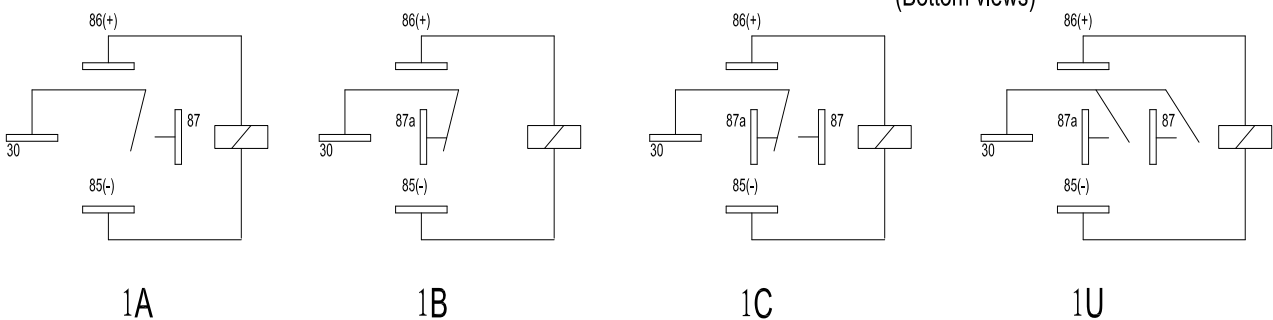 (Bottom views)
86(+) 86(+) 86(+) 86(+)
87 87a 87a 87 87a 87
30 30 30 30
85(-) 85(-) 85(-) 85(-)
1A 1B 1C 1U